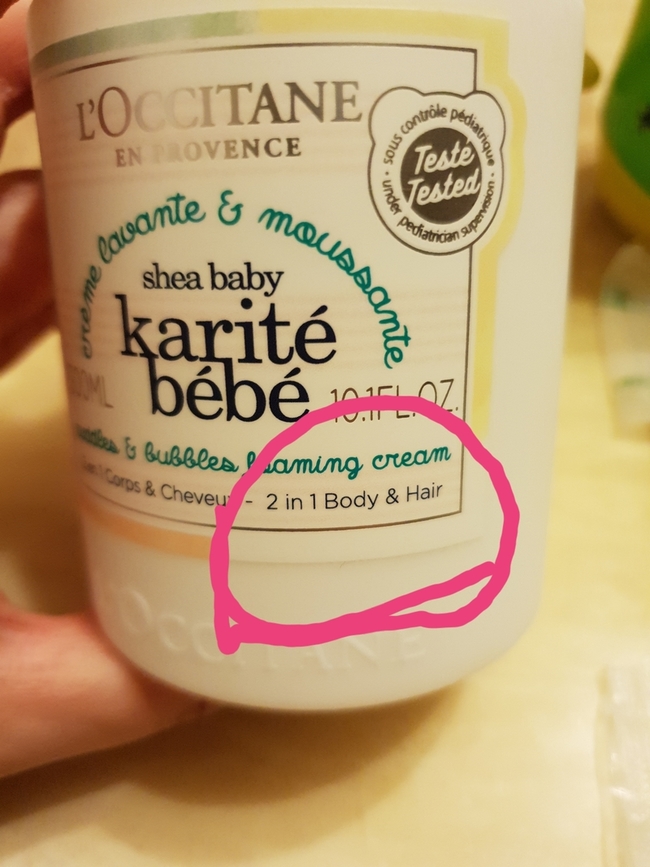 L'OCCITANE
EN PROVENCE
sous contrôle pédiatrique
Testé
Tested
under pediatrician supervision
crème lavante & moussante
shea baby
karité
bébé
10.1FL.OZ.
& bubbles foaming cream
Corps & Cheveux - 2 in 1 Body & Hair
L'OCCITANE